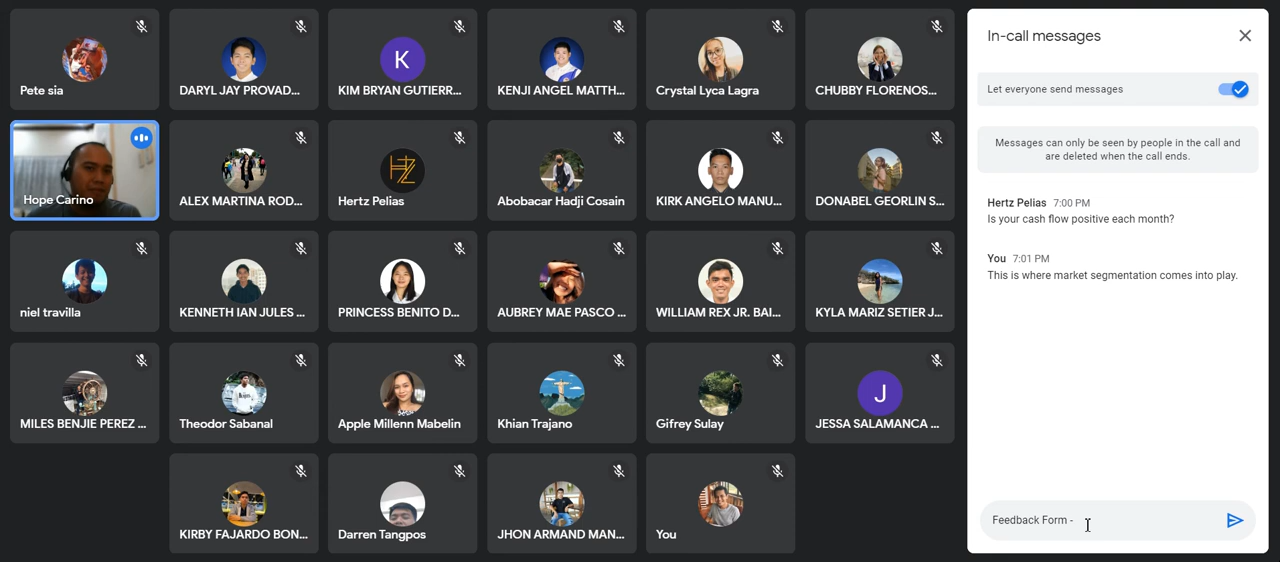 Pete sia
DARYL JAY PROVAD...
K
KIM BRYAN GUTIERR...
KENJI ANGEL MATTH...
Crystal Lyca Lagra
CHUBBY FLORENOS...
Hope Carino
ALEX MARTINA ROD...
HZ
Hertz Pelias
Abobacar Hadji Cosain
KIRK ANGELO MANU...
DONABEL GEORLIN S...
niel travilla
KENNETH IAN JULES ...
PRINCESS BENITO D...
AUBREY MAE PASCO ...
WILLIAM REX JR. BAI...
KYLA MARIZ SETIER J...
MILES BENJIE PEREZ ...
Theodor Sabanal
Apple Millenn Mabelin
Khian Trajano
Gifrey Sulay
J
JESSA SALAMANCA ...
KIRBY FAJARDO BON...
Darren Tangpos
JHON ARMAND MAN...
You
In-call messages
Let everyone send messages
Messages can only be seen by people in the call and
are deleted when the call ends.
Hertz Pelias 7:00 PM
Is your cash flow positive each month?
You 7:01 PM
This is where market segmentation comes into play.
Feedback Form -